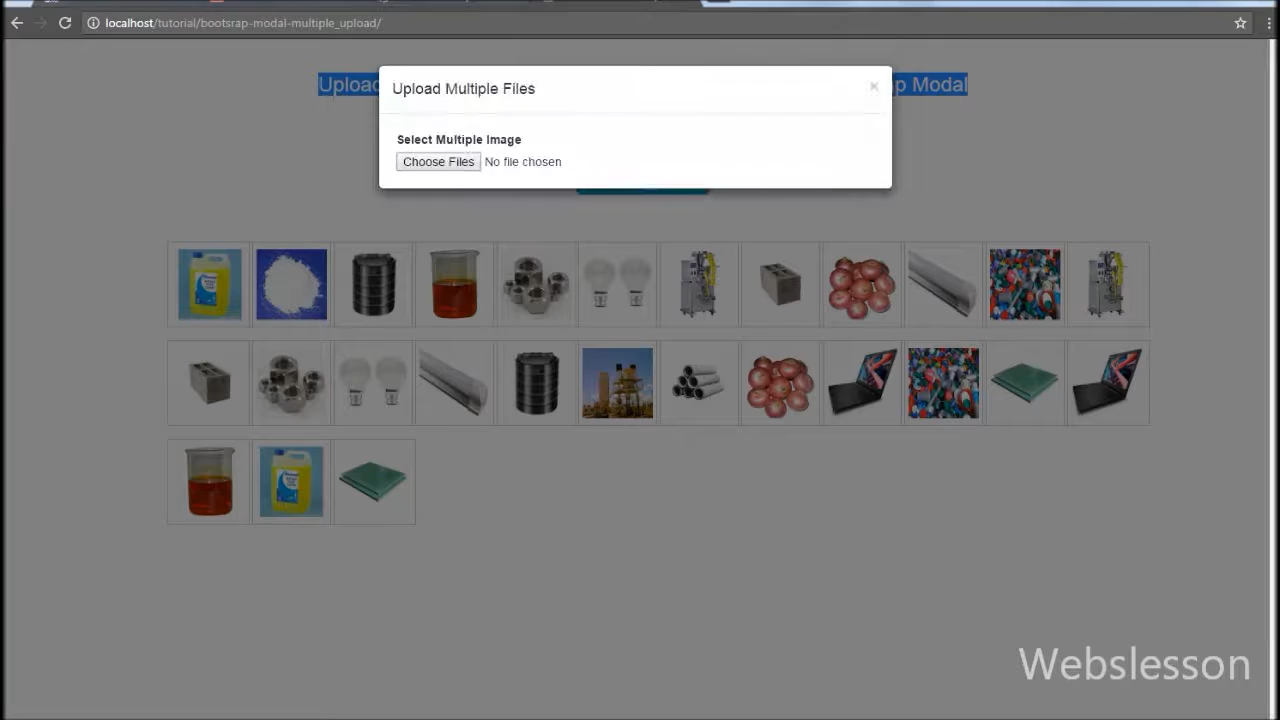 localhost/tutorial/bootsrap-modal-multiple_upload/
Upload
p Modal
Upload Multiple Files
×
Select Multiple Image
Choose Files No file chosen
Webslesson